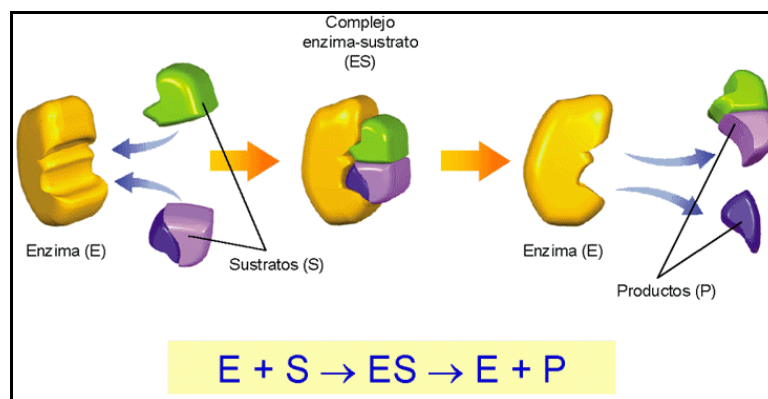 Complejo
enzima-sustrato
(ES)
Enzima (E)
Sustratos (S)
Enzima (E)
Productos (P)
E + S → ES → E + P